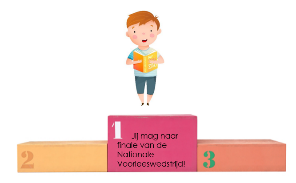 1
Jij mag naar
finale van de
Nationale
Voorleeswedstrijd!
2
3